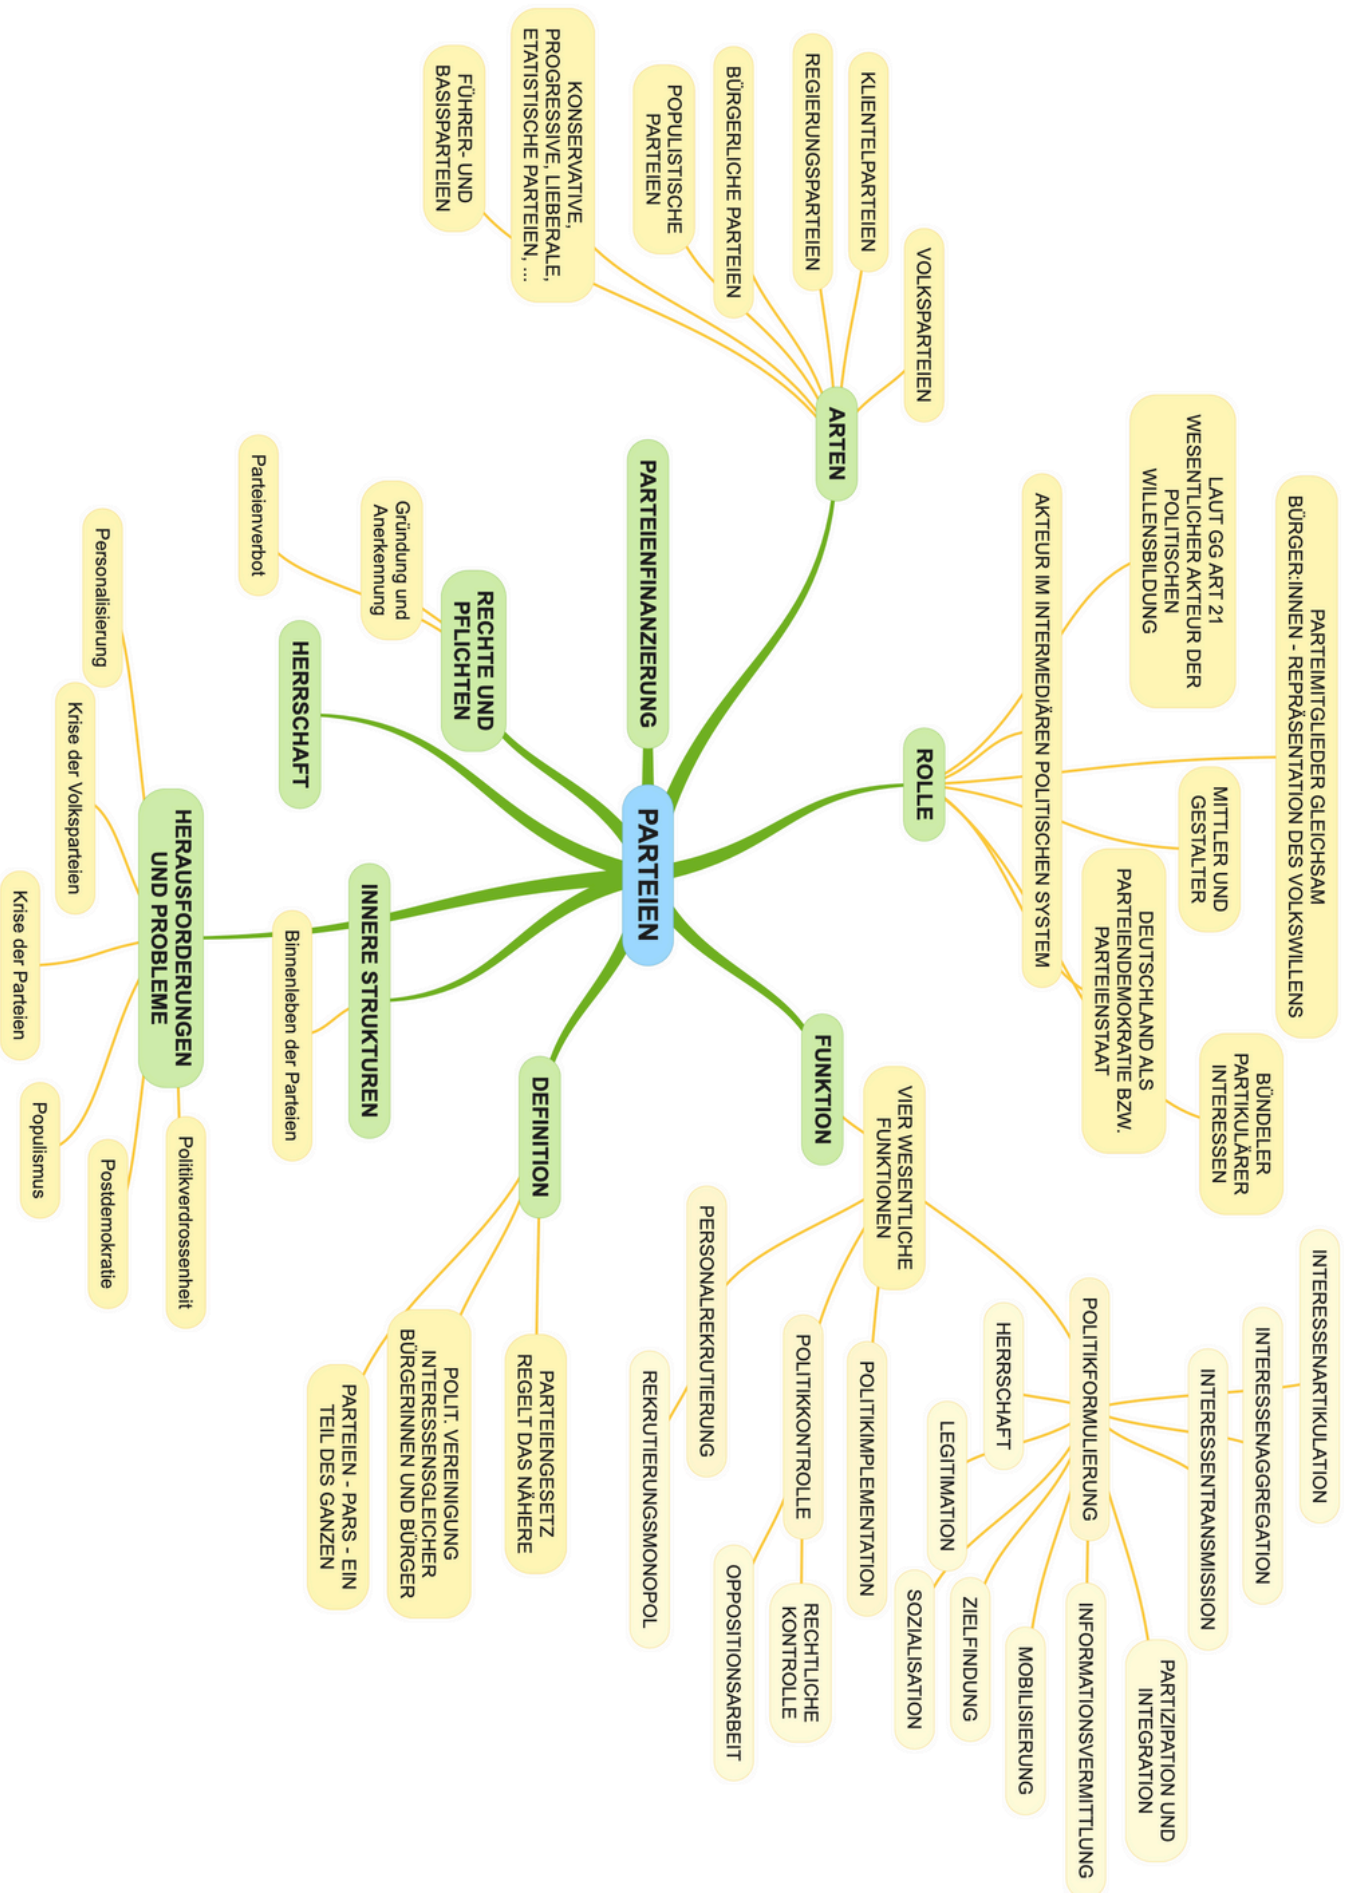 PARTEIEN
ROLLE
PARTEIMITGLIEDER GLEICHSAM
BÜRGER:INNEN - REPRÄSENTATION DES VOLKSWILLENS
LAUT GG ART 21
WESENTLICHER AKTEUR DER
POLITISCHEN
WILLENSBILDUNG
AKTEUR IM INTERMEDIÄREN POLITISCHEN SYSTEM
MITTLER UND
GESTALTER
DEUTSCHLAND ALS
PARTEIENDEMOKRATIE BZW.
PARTEIENSTAAT
BÜNDELER
PARTIKULÄRER
INTERESSEN
FUNKTION
VIER WESENTLICHE
FUNKTIONEN
POLITIKFORMULIERUNG
INTERESSENARTIKULATION
INTERESSENAGGREGATION
INTERESSENTRANSMISSION
PARTIZIPATION UND
INTEGRATION
INFORMATIONSVERMITTLUNG
MOBILISIERUNG
ZIELFINDUNG
SOZIALISATION
LEGITIMATION
HERRSCHAFT
POLITIKIMPLEMENTATION
POLITIKKONTROLLE
RECHTLICHE
KONTROLLE
OPPOSITIONSARBEIT
PERSONALREKRUTIERUNG
REKRUTIERUNGSMONOPOL
DEFINITION
PARTEIENGESETZ
REGELT DAS NÄHERE
POLIT. VEREINIGUNG
INTERESSENSGLEICHER
BÜRGERINNEN UND BÜRGER
PARTEIEN - PARS - EIN
TEIL DES GANZEN
INNERE STRUKTUREN
Binnenleben der Parteien
HERAUSFORDERUNGEN
UND PROBLEME
Politikverdrossenheit
Postdemokratie
Populismus
Krise der Parteien
Krise der Volksparteien
Personalisierung
HERRSCHAFT
RECHTE UND
PFLICHTEN
Gründung und
Anerkennung
Parteienverbot
PARTEIENFINANZIERUNG
ARTEN
VOLKSPARTEIEN
KLIENTELPARTEIEN
REGIERUNGSPARTEIEN
BÜRGERLICHE PARTEIEN
POPULISTISCHE
PARTEIEN
KONSERVATIVE,
PROGRESSIVE, LIEBERALE,
ETATISTISCHE PARTEIEN, ...
FÜHRER- UND
BASISPARTEIEN